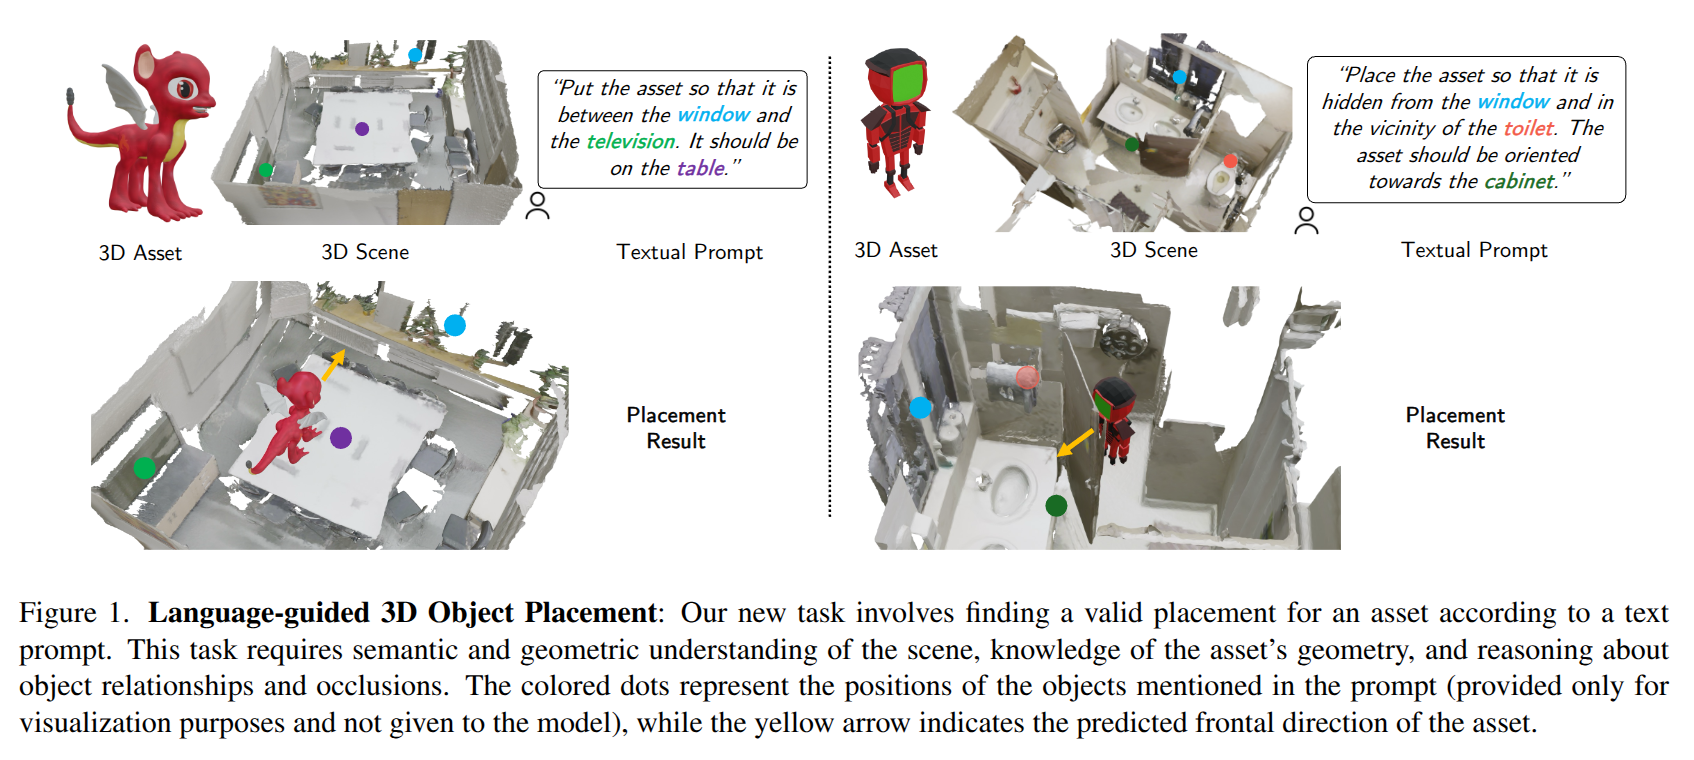 “Put the asset so that it is
between the window and
the television. It should be
on the table.”
3D Asset
3D Scene
Textual Prompt
Placement
Result
“Place the asset so that it is
hidden from the window and in
the vicinity of the toilet. The
asset should be oriented
towards the cabinet.”
3D Asset
3D Scene
Textual Prompt
Placement
Result
Figure 1. Language-guided 3D Object Placement: Our new task involves finding a valid placement for an asset according to a text
prompt. This task requires semantic and geometric understanding of the scene, knowledge of the asset’s geometry, and reasoning about
object relationships and occlusions. The colored dots represent the positions of the objects mentioned in the prompt (provided only for
visualization purposes and not given to the model), while the yellow arrow indicates the predicted frontal direction of the asset.